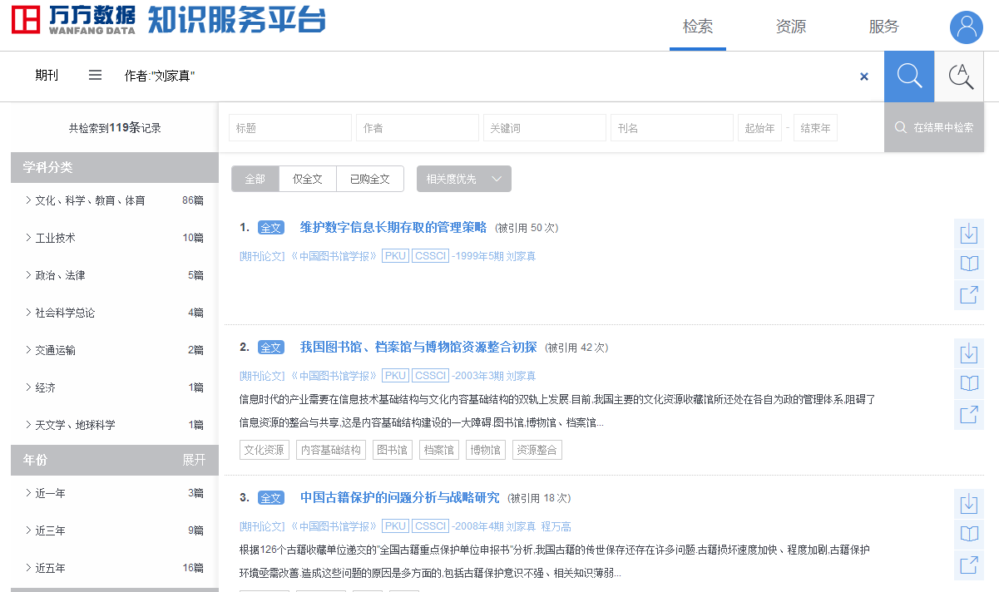 万方数据 知识服务平台
WANFANG DATA
检索 资源 服务
期刊 作者:"刘家真" ×
共检索到119条记录
标题 作者 关键词 刊名 起始年 - 结束年 在结果中检索
学科分类
文化、科学、教育、体育 86篇
工业技术 10篇
政治、法律 5篇
社会科学总论 4篇
交通运输 2篇
经济 1篇
天文学、地球科学 1篇
年份 展开
近一年 3篇
近三年 9篇
近五年 16篇
全部 仅全文 已购全文 相关度优先
1. 全文 维护数字信息长期存取的管理策略 (被引用 50 次)
[期刊论文] 《中国图书馆学报》 PKU CSSCI -1999年5期 刘家真
2. 全文 我国图书馆、档案馆与博物馆资源整合初探 (被引用 42 次)
[期刊论文] 《中国图书馆学报》 PKU CSSCI -2003年3期 刘家真
信息时代的产业需要在信息技术基础结构与文化内容基础结构的双轨上发展.目前,我国主要的文化资源收藏馆所还处在各自为政的管理体系,阻碍了
信息资源的整合与共享,这是内容基础结构建设的一大障碍.图书馆,博物馆、档案馆...
文化资源 内容基础结构 图书馆 档案馆 博物馆 资源整合
3. 全文 中国古籍保护的问题分析与战略研究 (被引用 18 次)
[期刊论文] 《中国图书馆学报》 PKU CSSCI -2008年4期 刘家真 程万高
根据126个古籍收藏单位递交的"全国古籍重点保护单位申报书"分析,我国古籍的传世保存还存在许多问题.古籍损坏速度加快、程度加剧,古籍保护
环境亟需改善.造成这些问题的原因是多方面的,包括古籍保护意识不强、相关知识薄弱...